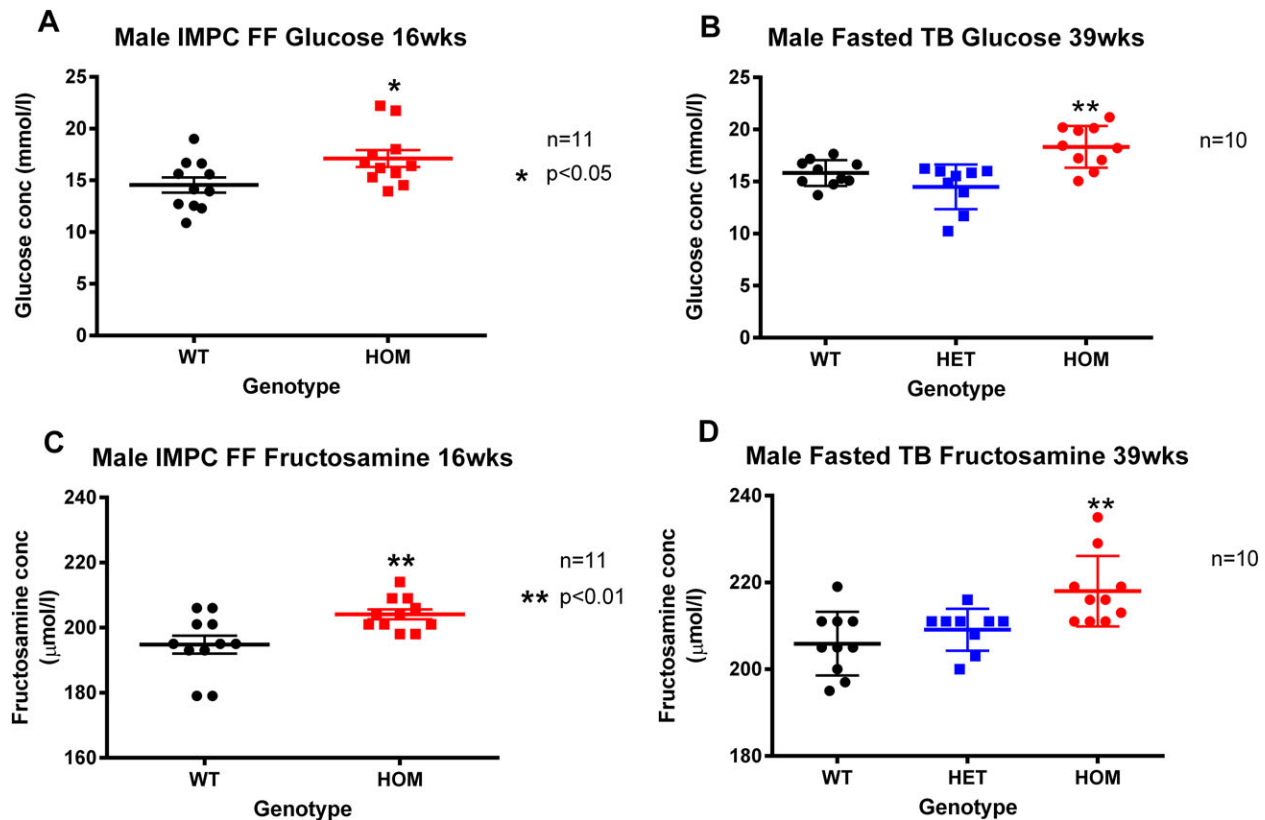 A
Male IMPC FF Glucose 16wks
Glucose conc (mmol/l)
25
20
15
10
5
0
*
n=11
* p<0.05
WT HOM
Genotype
B
Male Fasted TB Glucose 39wks
Glucose conc (mmol/l)
25
20
15
10
5
0
**
n=10
WT HET HOM
Genotype
C
Male IMPC FF Fructosamine 16wks
Fructosamine conc
(μmol/l)
240
220
200
180
160
**
n=11
** p<0.01
WT HOM
Genotype
D
Male Fasted TB Fructosamine 39wks
Fructosamine conc
(μmol/l)
240
220
200
180
**
n=10
WT HET HOM
Genotype